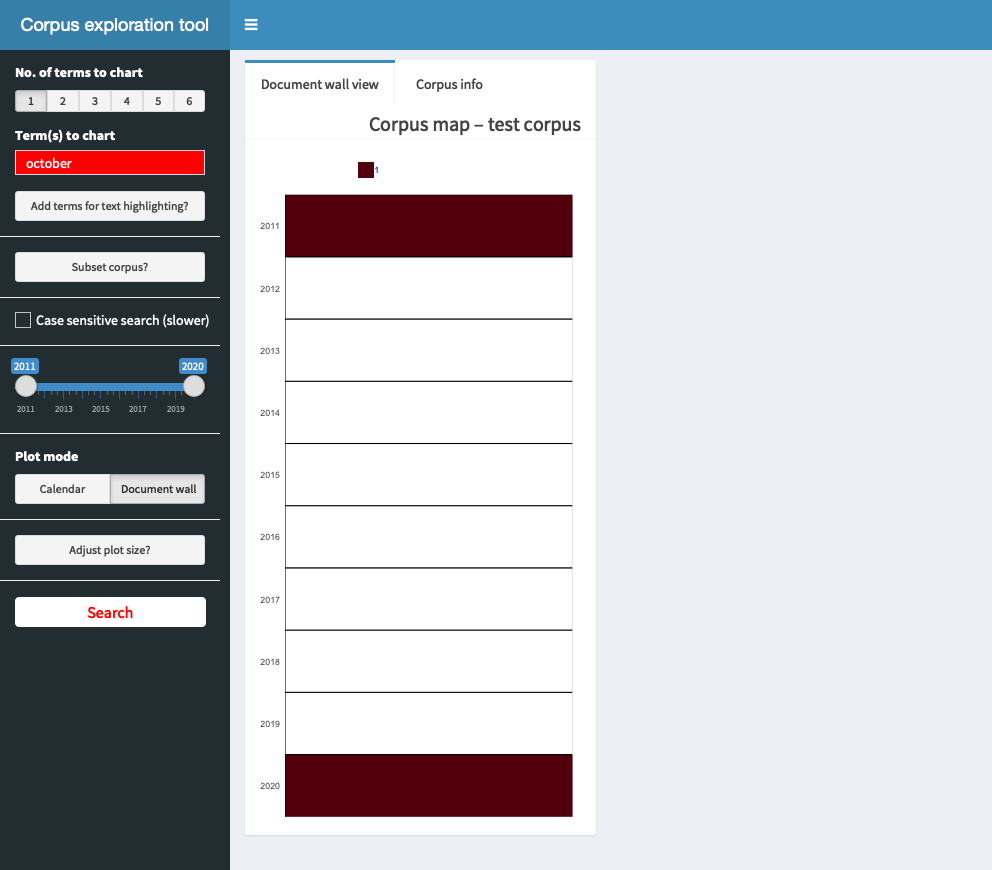 Corpus exploration tool
No. of terms to chart
1 2 3 4 5 6
Term(s) to chart
october
Add terms for text highlighting?
Subset corpus?
Case sensitive search (slower)
2011 2020
2011 2013 2015 2017 2019
Plot mode
Calendar Document wall
Adjust plot size?
Search
Document wall view Corpus info
Corpus map – test corpus
1
2011
2012
2013
2014
2015
2016
2017
2018
2019
2020